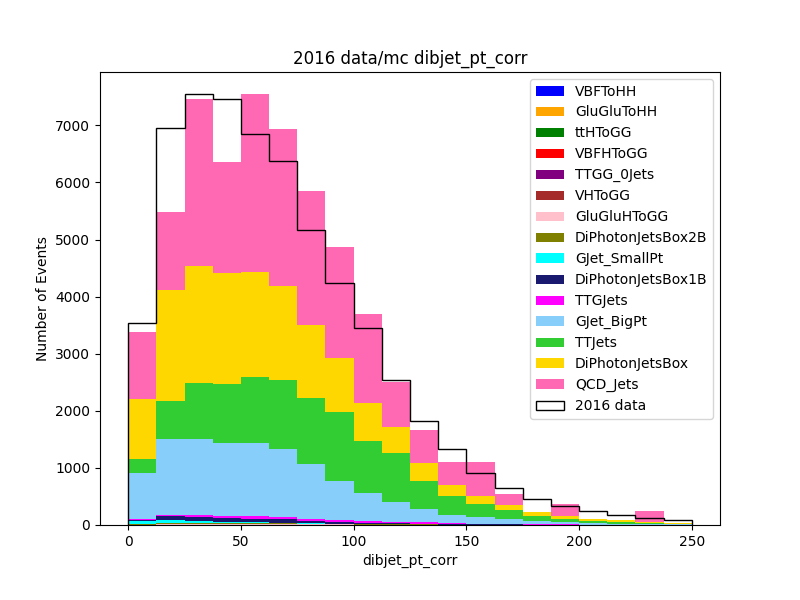 2016 data/mc dibjet_pt_corr
Number of Events
7000
6000
5000
4000
3000
2000
1000
0
0
50
100
150
200
250
dibjet_pt_corr
VBFToHH
GluGluToHH
ttHToGG
VBFHToGG
TTGG_0Jets
VHToGG
GluGluHToGG
DiPhotonJetsBox2B
GJet_SmallPt
DiPhotonJetsBox1B
TTGJets
GJet_BigPt
TTJets
DiPhotonJetsBox
QCD_Jets
2016 data